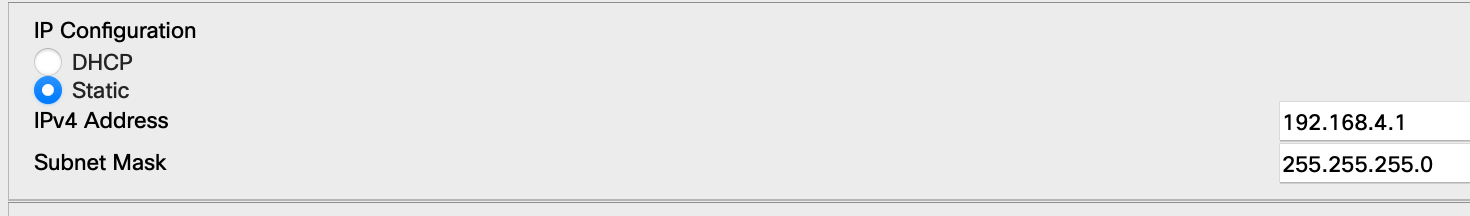 IP Configuration
DHCP
Static
IPv4 Address 192.168.4.1
Subnet Mask 255.255.255.0